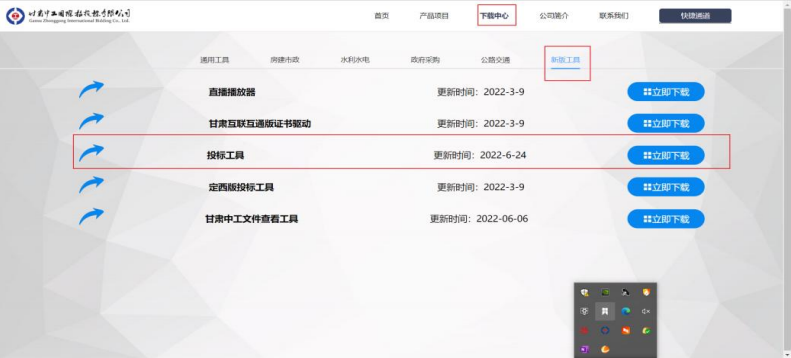 甘肃中工国际招投标有限公司
Gansu Zhonggong International Bidding Co., Ltd.
首页 产品项目 下载中心 公司简介 联系我们 快捷通道
通用工具 房建市政 水利水电 政府采购 公路交通 新版工具
直播播放器 更新时间：2022-3-9 立即下载
甘肃互联互通版证书驱动 更新时间：2022-3-9 立即下载
投标工具 更新时间：2022-6-24 立即下载
定西版投标工具 更新时间：2022-3-9 立即下载
甘肃中工文件查看工具 更新时间：2022-06-06 立即下载